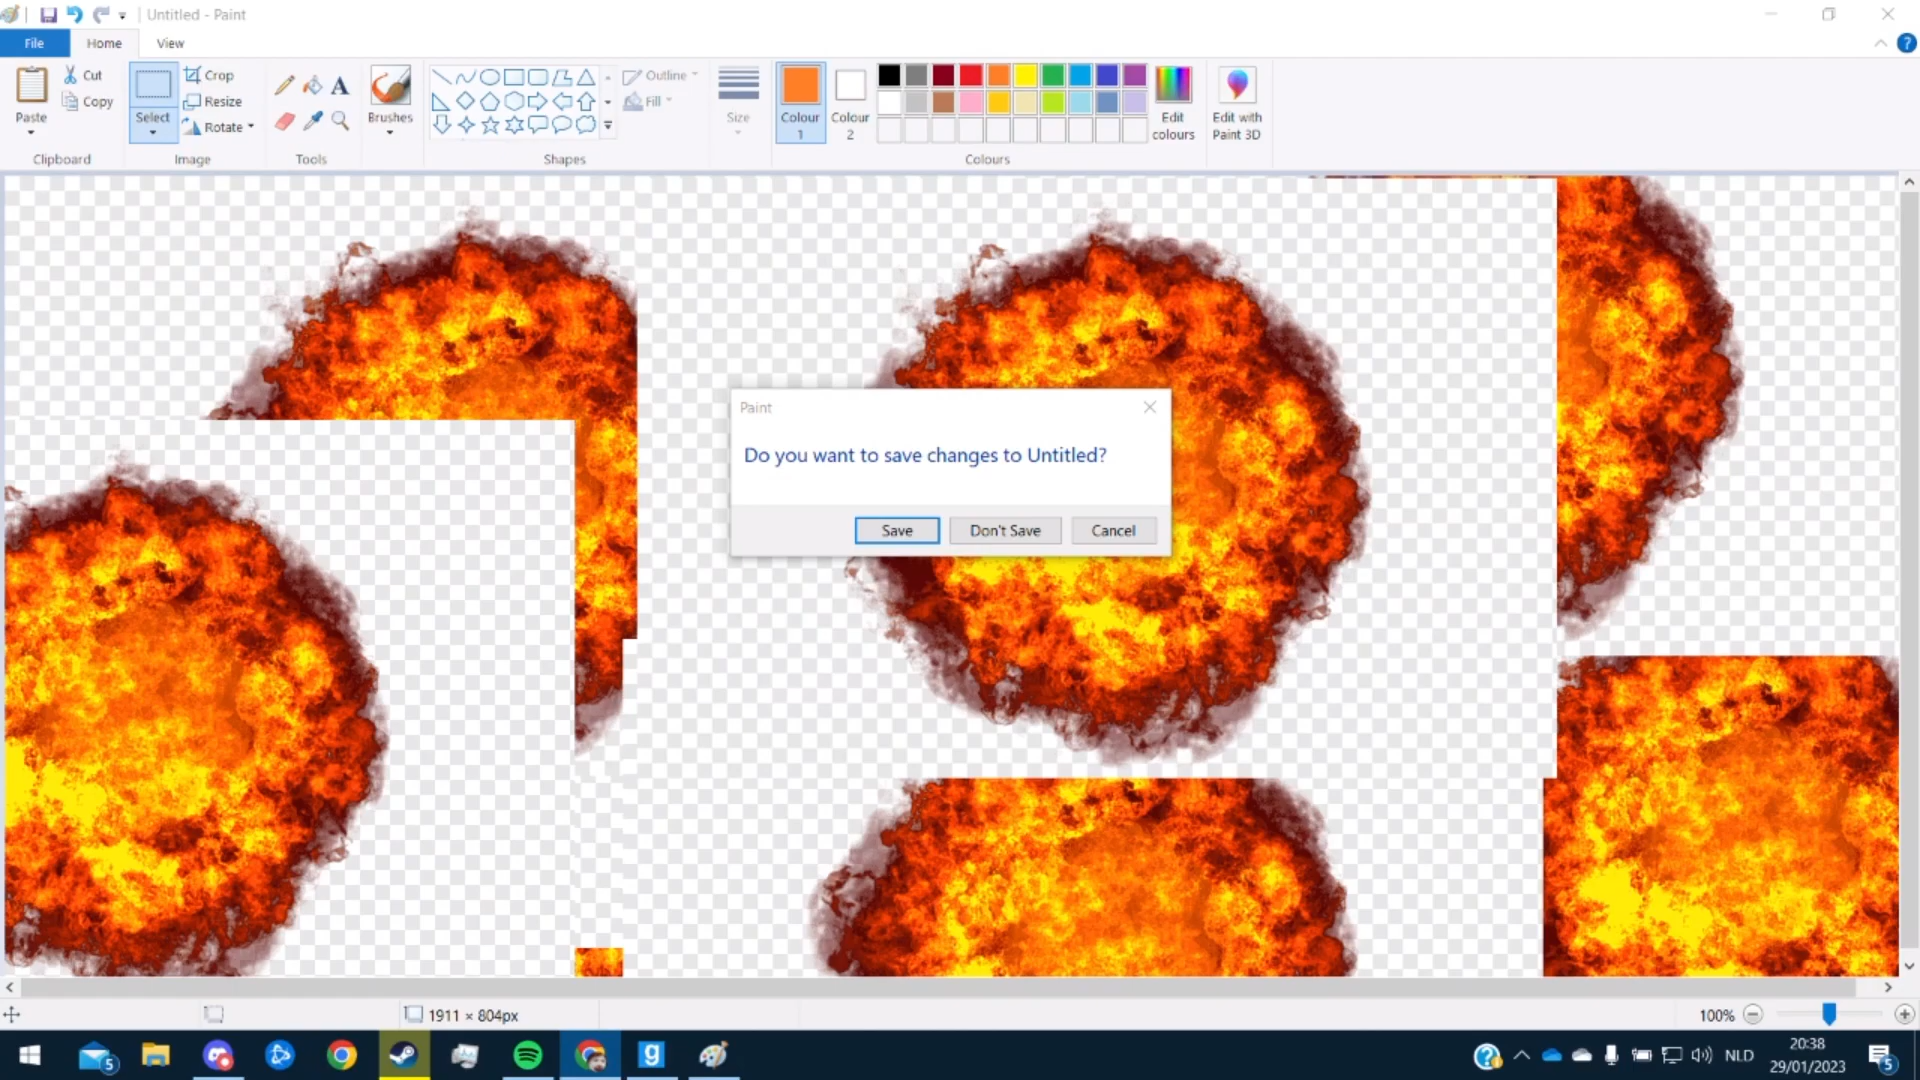 Untitled - Paint
File
Home
View
Paste
Cut
Copy
Clipboard
Select
Crop
Resize
Rotate
Image
A
Tools
Brushes
Shapes
Outline
Fill
Size
Colour
1
Colour
2
Colours
Edit
colours
Edit with
Paint 3D
?
Paint
Do you want to save changes to Untitled?
Save
Don't Save
Cancel
1911 × 804px
100%
5
g
NLD
20:38
29/01/2023
5